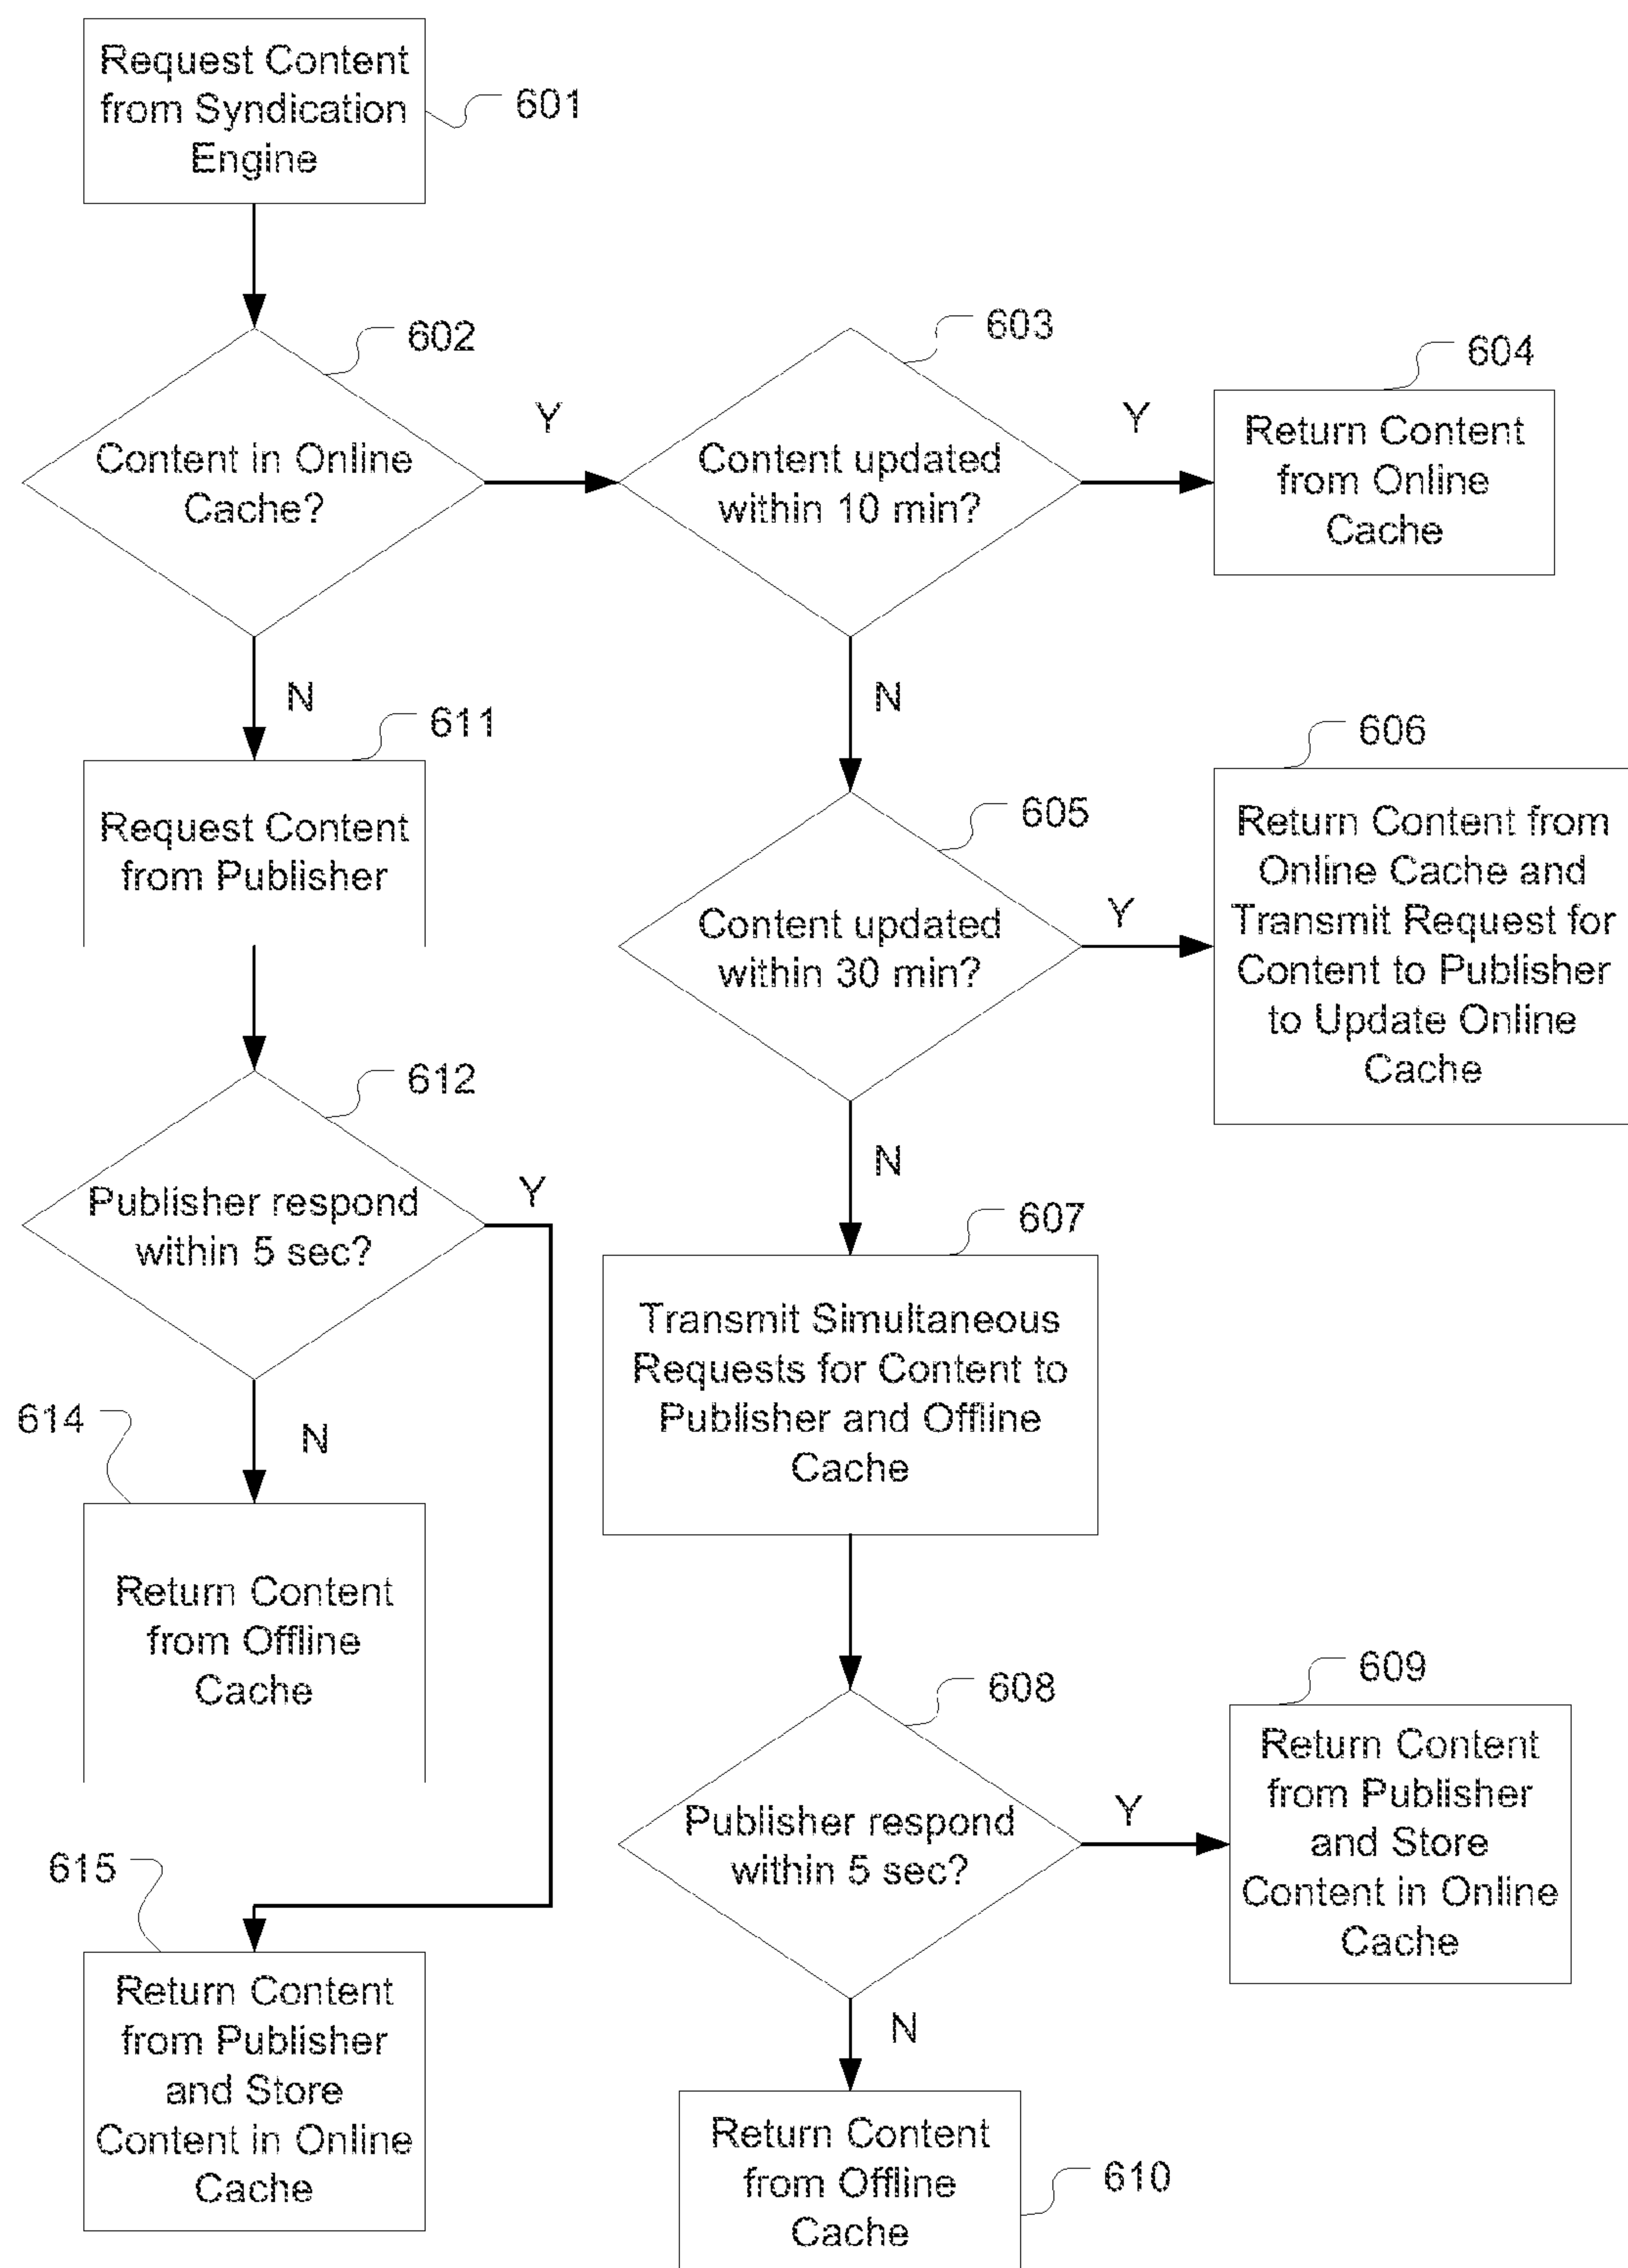 Request Content
from Syndication
Engine
601
602
Content in Online
Cache?
Y
N
603
Content updated
within 10 min?
Y
N
604
Return Content
from Online
Cache
611
Request Content
from Publisher
605
Content updated
within 30 min?
Y
N
606
Return Content from
Online Cache and
Transmit Request for
Content to Publisher
to Update Online
Cache
612
Publisher respond
within 5 sec?
Y
N
607
Transmit Simultaneous
Requests for Content to
Publisher and Offline
Cache
614
Return Content
from Offline
Cache
608
Publisher respond
within 5 sec?
Y
N
609
Return Content
from Publisher
and Store
Content in Online
Cache
615
Return Content
from Publisher
and Store
Content in Online
Cache
Return Content
from Offline
Cache
610